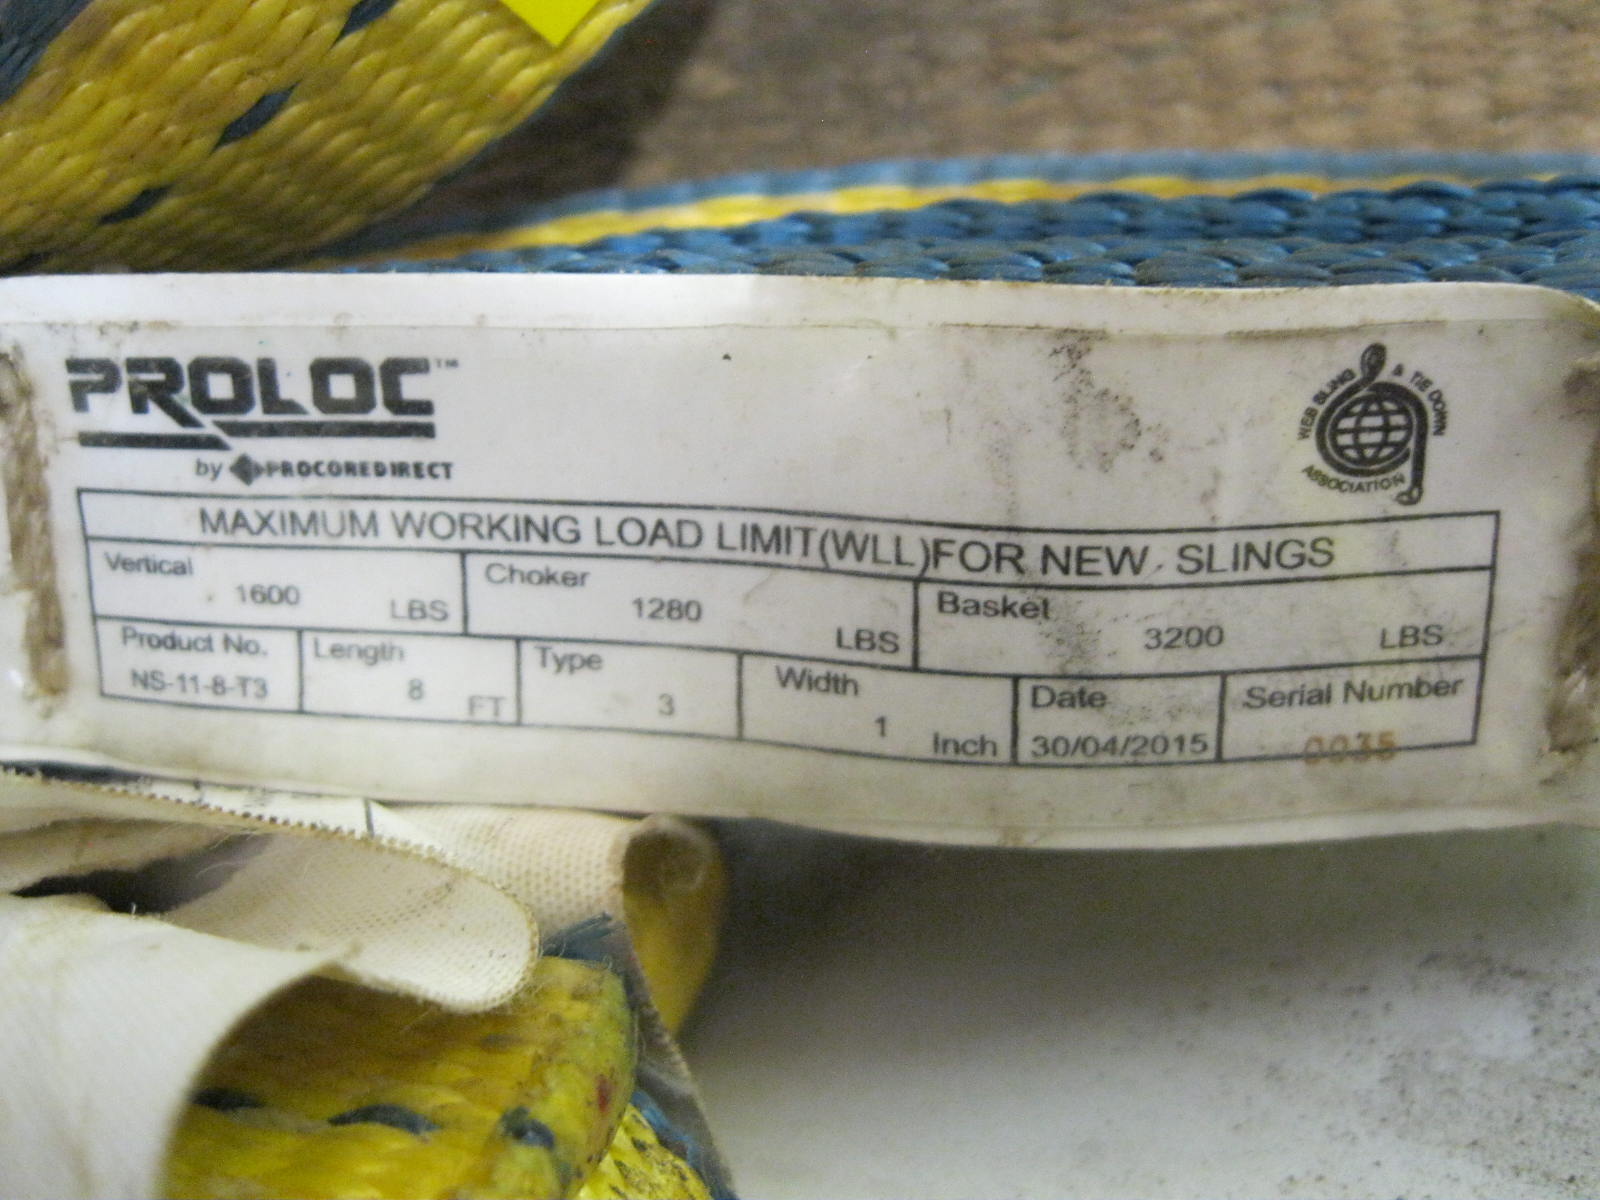 PROLOC™
by PROCOREDIRECT
WEB SLING & TIE DOWN
ASSOCIATION
MAXIMUM WORKING LOAD LIMIT(WLL)FOR NEW SLINGS
Vertical 1600 LBS
Choker 1280 LBS
Basket 3200 LBS
Product No. NS-11-8-T3
Length 8 FT
Type 3
Width 1 Inch
Date 30/04/2015
Serial Number 0035